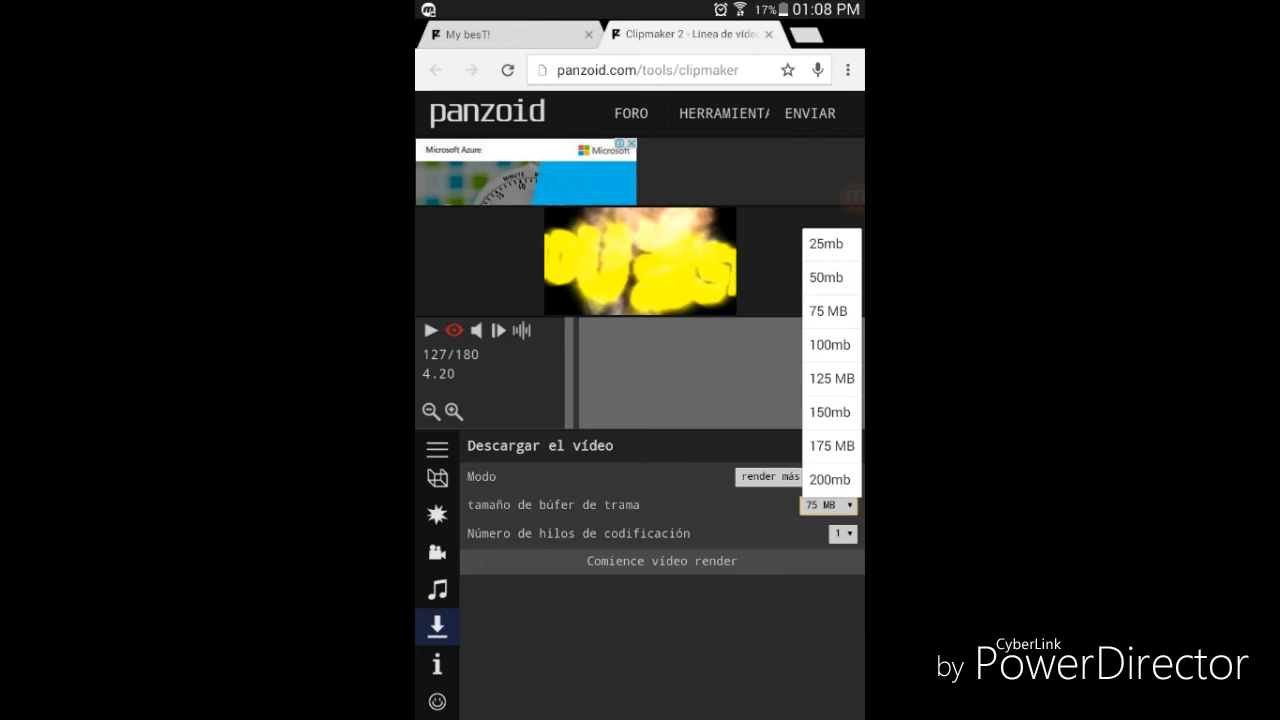 17% 01:08 PM
My besT!
Clipmaker 2 - Linea de vide
panzoid.com/tools/clipmaker
panzoid
FORO
HERRAMIENTA
ENVIAR
Microsoft Azure
Microsoft
25mb
50mb
75 MB
100mb
125 MB
150mb
175 MB
200mb
127/180
4.20
Descargar el vídeo
Modo
render más
tamaño de búfer de trama
75 MB
Número de hilos de codificación
1
Comience vídeo render
CyberLink
by PowerDirector